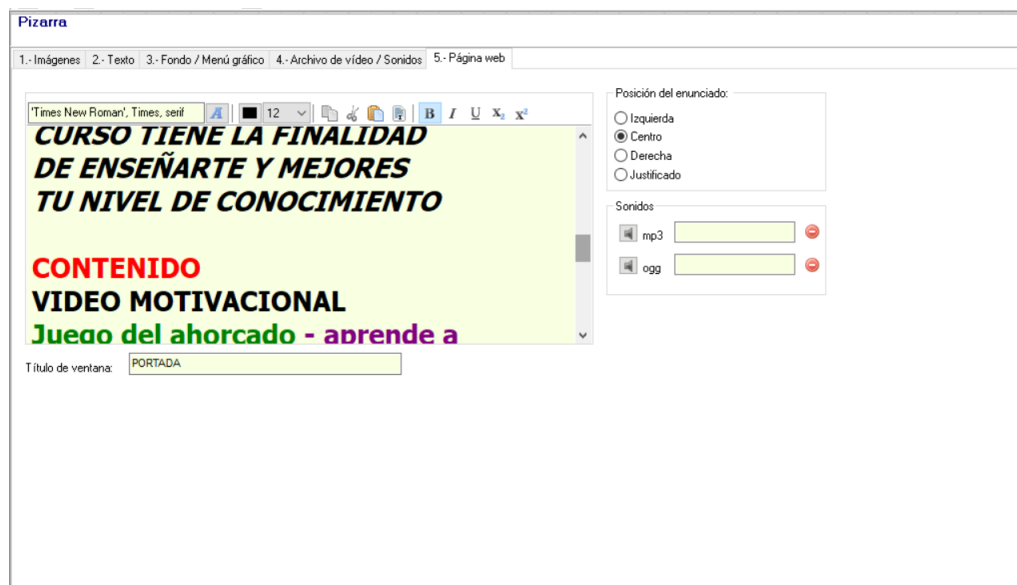 Pizarra
1.- Imágenes 2.- Texto 3.- Fondo / Menú gráfico 4.- Archivo de vídeo / Sonidos 5.- Página web
'Times New Roman', Times, serif A 12 B I U X₂ X²
CURSO TIENE LA FINALIDAD
DE ENSEÑARTE Y MEJORES
TU NIVEL DE CONOCIMIENTO
CONTENIDO
VIDEO MOTIVACIONAL
Juego del ahorcado - aprende a
Título de ventana: PORTADA
Posición del enunciado:
Izquierda
Centro
Derecha
Justificado
Sonidos
mp3
ogg